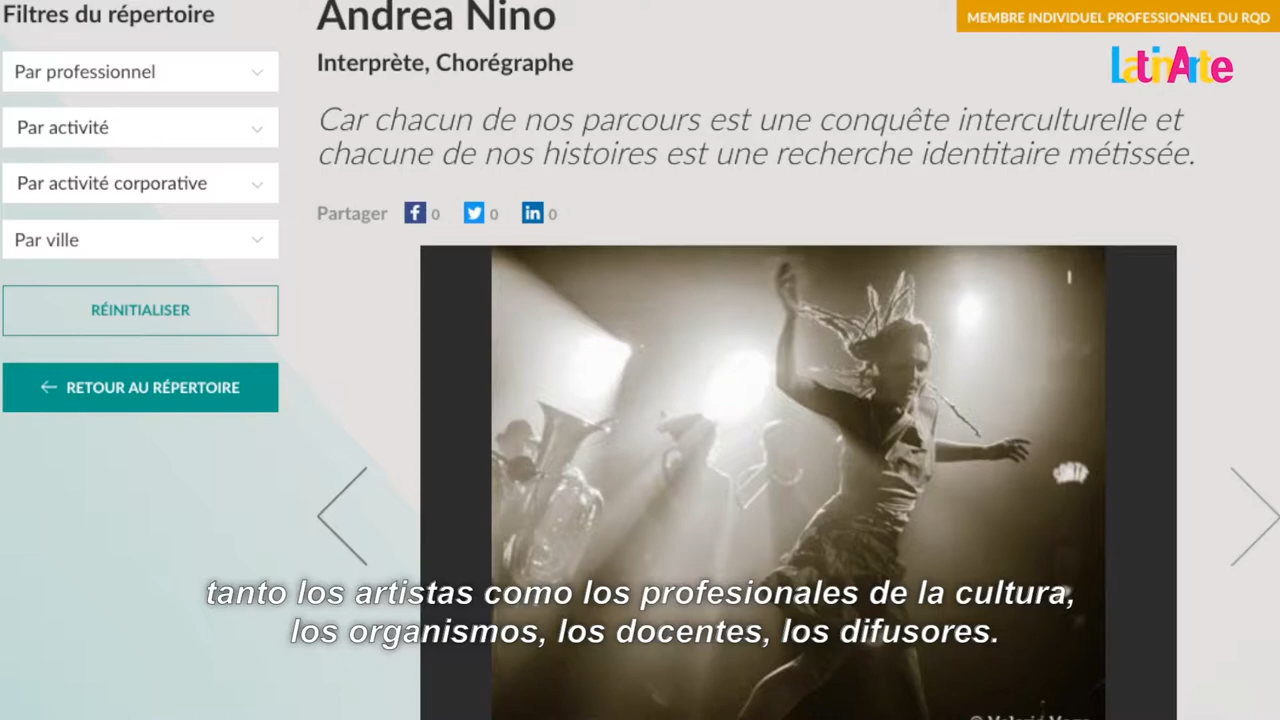 Filtres du répertoire
Par professionnel
Par activité
Par activité corporative
Par ville
RÉINITIALISER
← RETOUR AU RÉPERTOIRE
Andrea Nino
MEMBRE INDIVIDUEL PROFESSIONNEL DU RQD
LatinArte
Interprète, Chorégraphe
Car chacun de nos parcours est une conquête interculturelle et
chacune de nos histoires est une recherche identitaire métissée.
Partager f 0 0 in 0
tanto los artistas como los profesionales de la cultura,
los organismos, los docentes, los difusores.